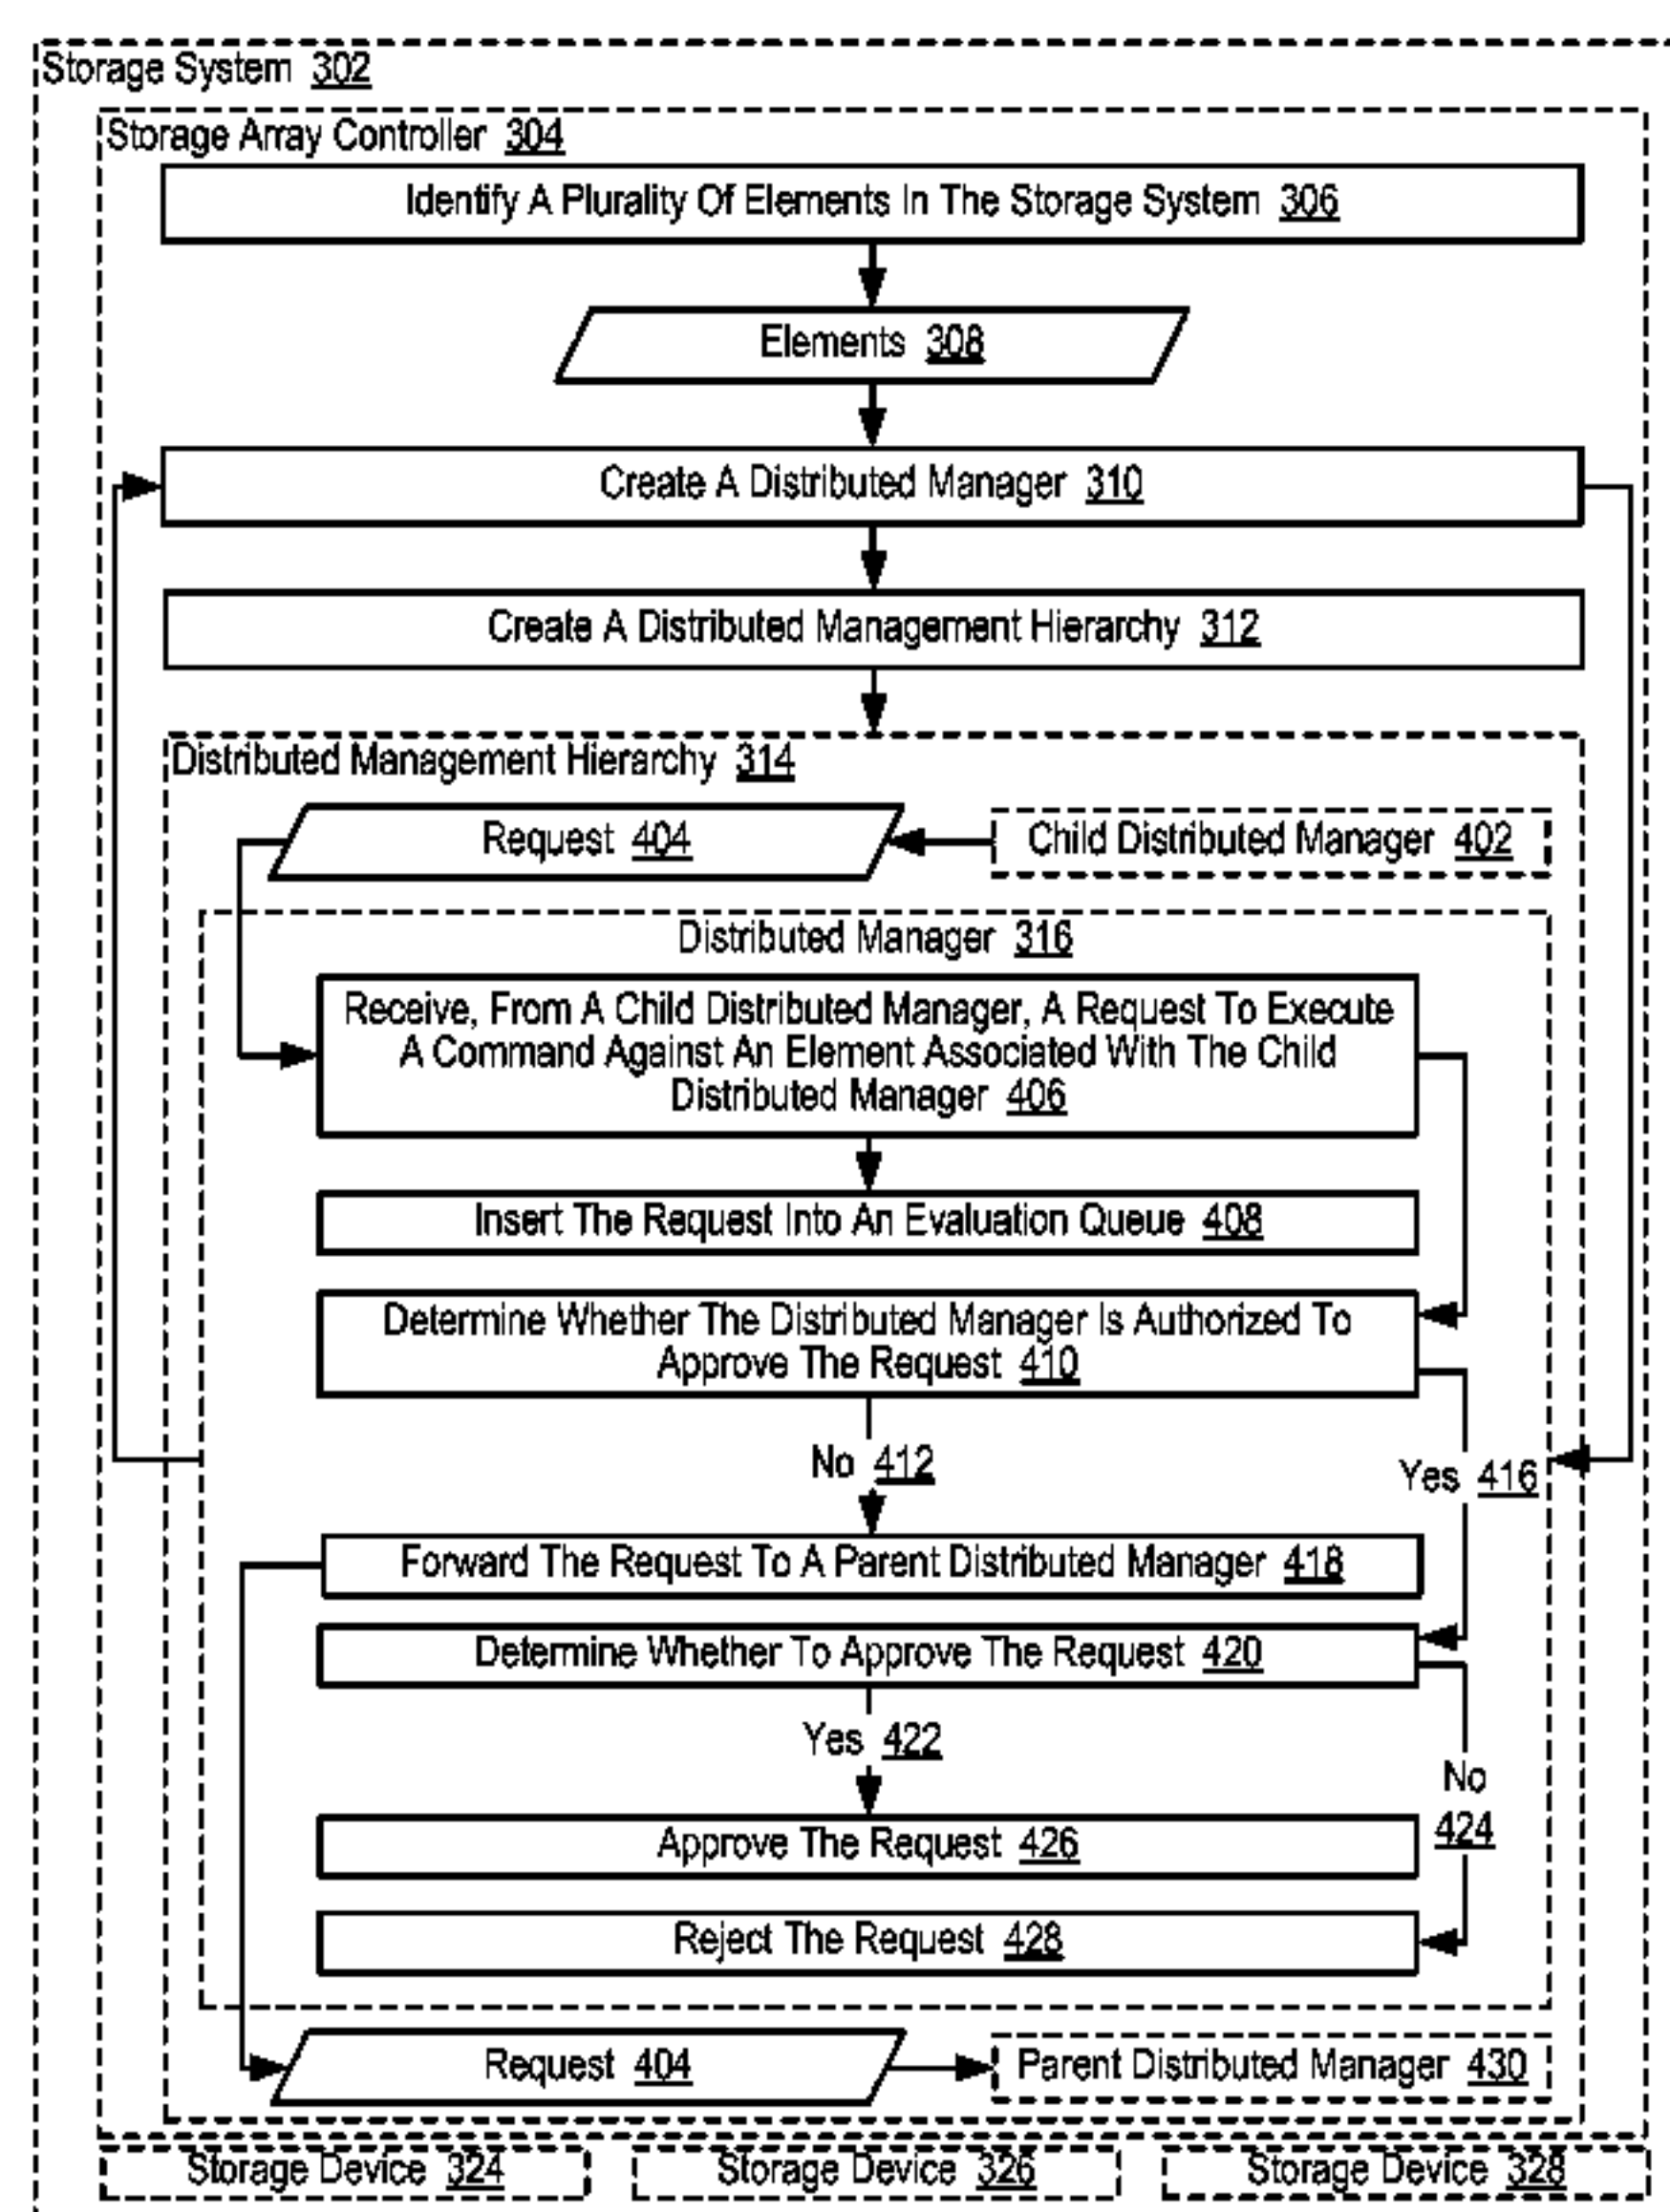 Storage System 302
Storage Array Controller 304
Identify A Plurality Of Elements In The Storage System 306
Elements 308
Create A Distributed Manager 310
Create A Distributed Management Hierarchy 312
Distributed Management Hierarchy 314
Request 404
Child Distributed Manager 402
Distributed Manager 316
Receive, From A Child Distributed Manager, A Request To Execute
A Command Against An Element Associated With The Child
Distributed Manager 406
Insert The Request Into An Evaluation Queue 408
Determine Whether The Distributed Manager Is Authorized To
Approve The Request 410
No 412
Yes 416
Forward The Request To A Parent Distributed Manager 418
Determine Whether To Approve The Request 420
Yes 422
No
424
Approve The Request 426
Reject The Request 428
Request 404
Parent Distributed Manager 430
Storage Device 324
Storage Device 326
Storage Device 328